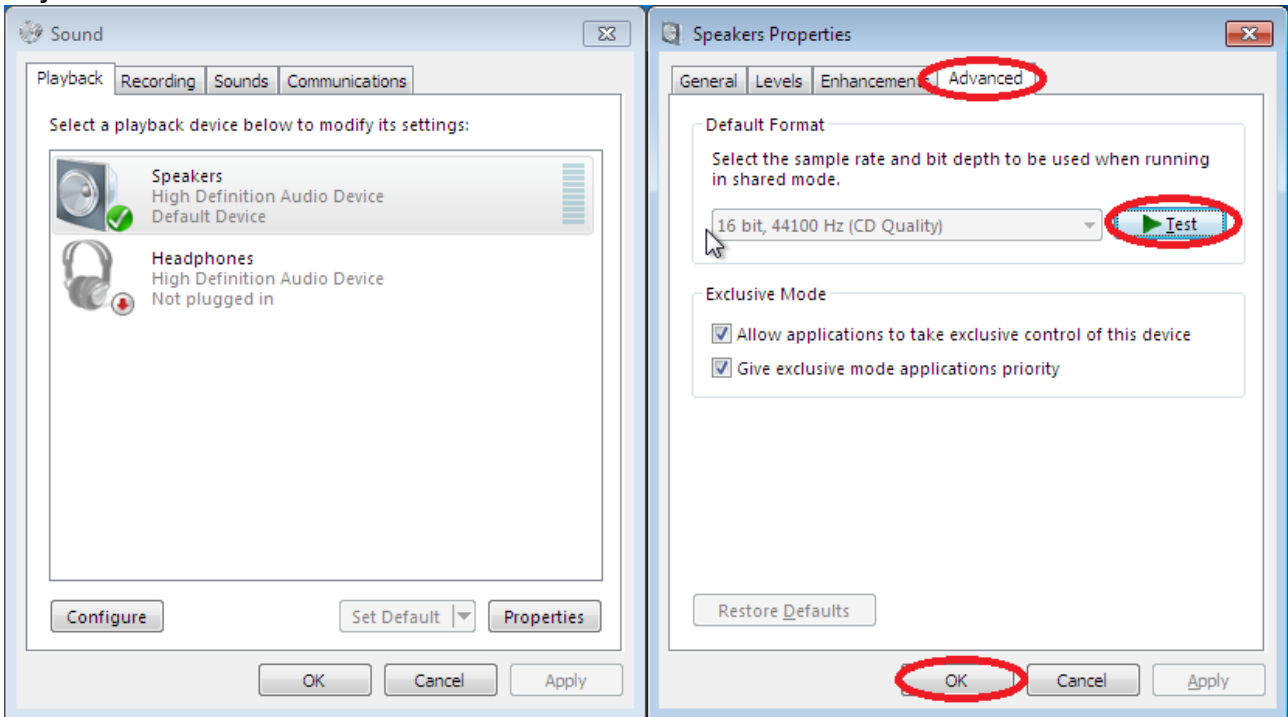 Sound
Playback Recording Sounds Communications
Select a playback device below to modify its settings:
Speakers
High Definition Audio Device
Default Device
Headphones
High Definition Audio Device
Not plugged in
Configure Set Default Properties
OK Cancel Apply
Speakers Properties
General Levels Enhancements Advanced
Default Format
Select the sample rate and bit depth to be used when running
in shared mode.
16 bit, 44100 Hz (CD Quality) Test
Exclusive Mode
Allow applications to take exclusive control of this device
Give exclusive mode applications priority
Restore Defaults
OK Cancel Apply